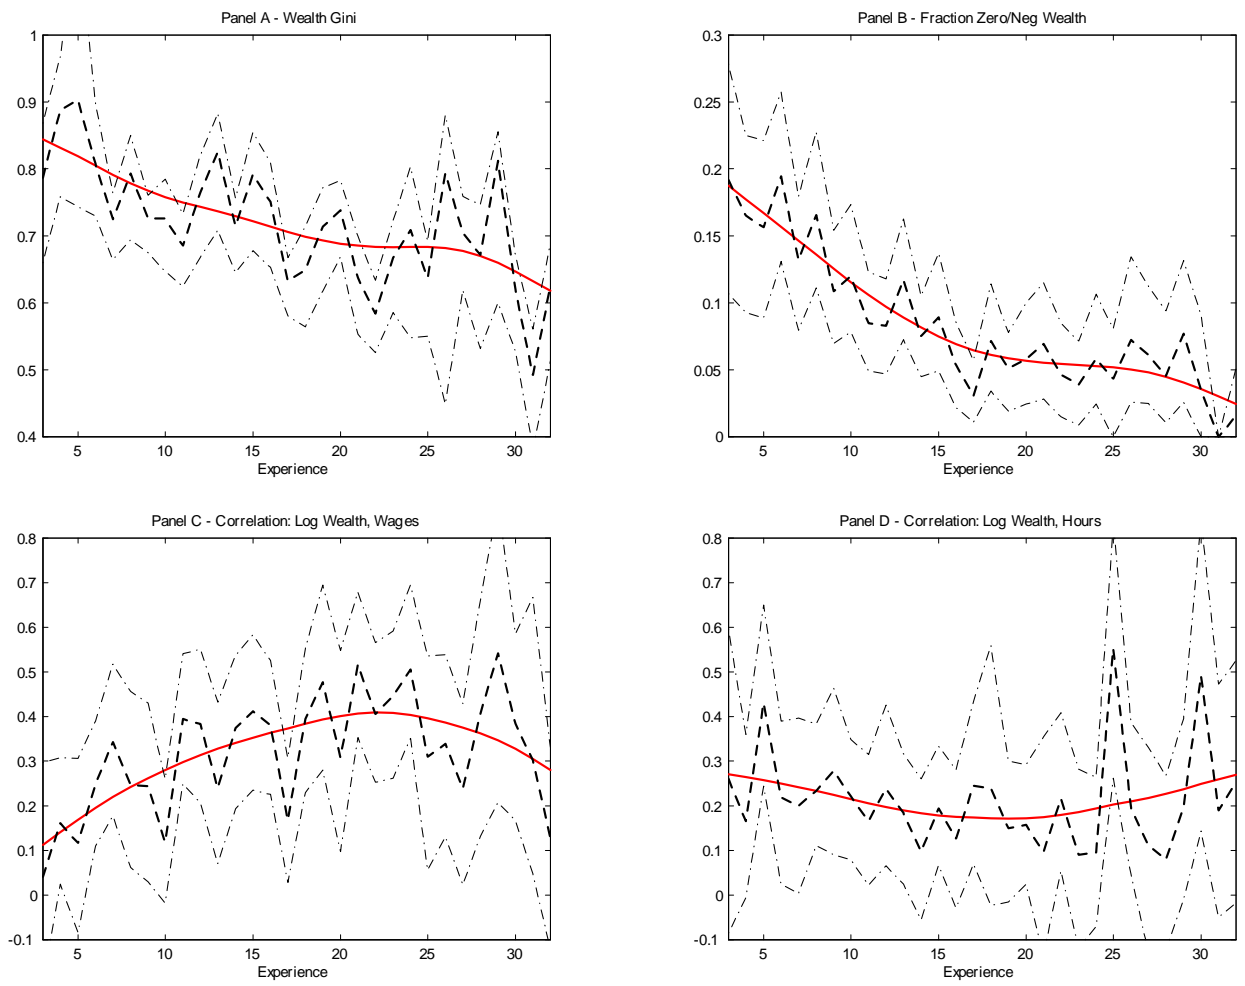 Panel A - Wealth Gini
1
0.9
0.8
0.7
0.6
0.5
0.4
5 10 15 20 25 30
Experience
Panel B - Fraction Zero/Neg Wealth
0.3
0.25
0.2
0.15
0.1
0.05
0
5 10 15 20 25 30
Experience
Panel C - Correlation: Log Wealth, Wages
0.8
0.7
0.6
0.5
0.4
0.3
0.2
0.1
0
-0.1
5 10 15 20 25 30
Experience
Panel D - Correlation: Log Wealth, Hours
0.8
0.7
0.6
0.5
0.4
0.3
0.2
0.1
0
-0.1
5 10 15 20 25 30
Experience